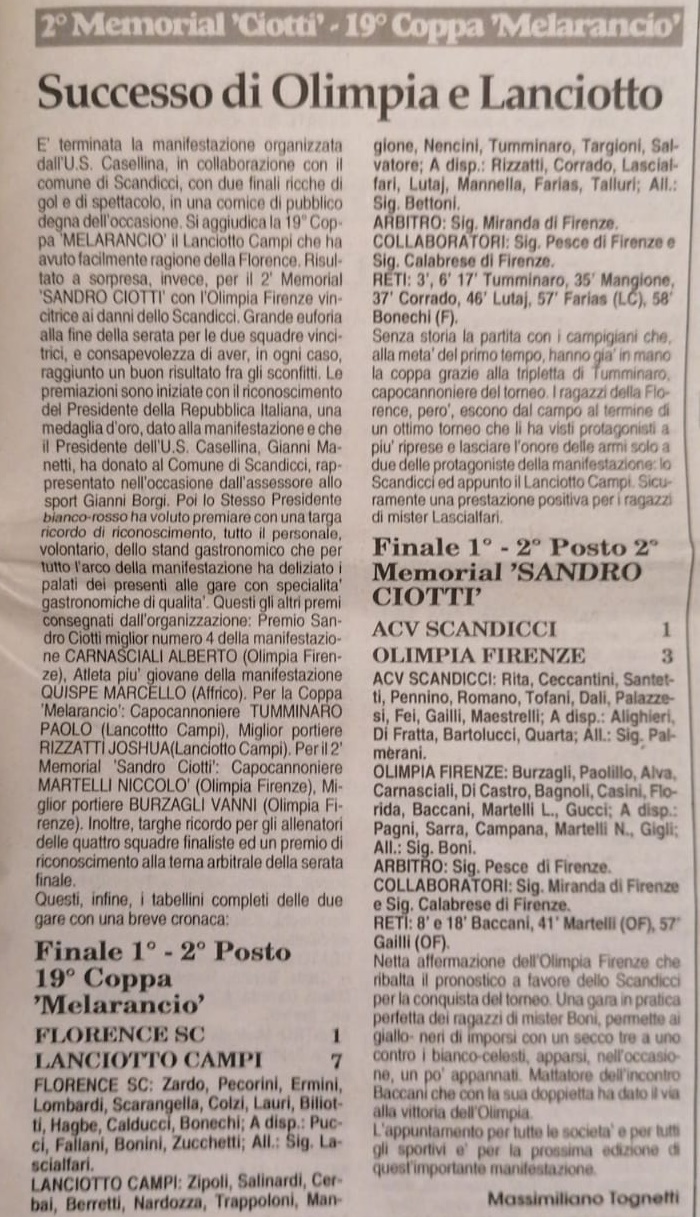 2° Memorial 'Ciotti' - 19° Coppa 'Melarancio'
Successo di Olimpia e Lanciotto
E' terminata la manifestazione organizzata
dall'U.S. Casellina, in collaborazione con il
comune di Scandicci, con due finali ricche di
gol e di spettacolo, in una cornice di pubblico
degna dell'occasione. Si aggiudica la 19° Cop-
pa 'MELARANCIO' il Lanciotto Campi che ha
avuto facilmente ragione della Florence. Risul-
tato a sorpresa, invece, per il 2' Memorial
'SANDRO CIOTTI' con l'Olimpia Firenze vin-
citrice ai danni dello Scandicci. Grande euforia
alla fine della serata per le due squadre vinci-
trici, e consapevolezza di aver, in ogni caso,
raggiunto un buon risultato fra gli sconfitti. Le
premiazioni sono iniziate con il riconoscimento
del Presidente della Repubblica Italiana, una
medaglia d'oro, dato alla manifestazione e che
il Presidente dell'U.S. Casellina, Gianni Ma-
netti, ha donato al Comune di Scandicci, rap-
presentato nell'occasione dall'assessore allo
sport Gianni Borgi. Poi lo Stesso Presidente
bianco-rosso ha voluto premiare con una targa
ricordo di riconoscimento, tutto il personale,
volontario, dello stand gastronomico che per
tutto l'arco della manifestazione ha deliziato i
palati dei presenti alle gare con specialita'
gastronomiche di qualita'. Questi gli altri premi
consegnati dall'organizzazione: Premio San-
dro Ciotti miglior numero 4 della manifestazio-
ne CARNASCIALI ALBERTO (Olimpia Firen-
ze), Atleta piu' giovane della manifestazione
QUISPE MARCELLO (Affrico). Per la Coppa
'Melarancio': Capocannoniere TUMMINARO
PAOLO (Lancotto Campi), Miglior portiere
RIZZATTI JOSHUA(Lanciotto Campi). Per il 2'
Memorial 'Sandro Ciotti': Capocannoniere
MARTELLI NICCOLO' (Olimpia Firenze), Mi-
glior portiere BURZAGLI VANNI (Olimpia Fi-
renze). Inoltre, targhe ricordo per gli allenatori
delle quattro squadre finaliste ed un premio di
riconoscimento alla terna arbitrale della serata
finale.
Questi, infine, i tabellini completi delle due
gare con una breve cronaca:
Finale 1° - 2° Posto
19° Coppa
'Melarancio'
FLORENCE SC 1
LANCIOTTO CAMPI 7
FLORENCE SC: Zardo, Pecorini, Ermini,
Lombardi, Scarangella, Colzi, Lauri, Biliot-
ti, Hagbe, Calducci, Bonechi; A disp.: Puc-
ci, Fallani, Bonini, Zucchetti; All.: Sig. La-
scialfari.
LANCIOTTO CAMPI: Zipoli, Salinardi, Cer-
bai, Berretti, Nardozza, Trappoloni, Man-
gione, Nencini, Tumminaro, Targioni, Sal-
vatore; A disp.: Rizzatti, Corrado, Lascial-
fari, Lutaj, Mannella, Farias, Talluri; All.:
Sig. Bettoni.
ARBITRO: Sig. Miranda di Firenze.
COLLABORATORI: Sig. Pesce di Firenze e
Sig. Calabrese di Firenze.
RETI: 3', 6' 17' Tumminaro, 35' Mangione,
37' Corrado, 46' Lutaj, 57' Farias (LC), 58'
Bonechi (F).
Senza storia la partita con i campigiani che,
alla meta' del primo tempo, hanno gia' in mano
la coppa grazie alla tripletta di Tumminaro,
capocannoniere del torneo. I ragazzi della Flo-
rence, pero', escono dal campo al termine di
un ottimo torneo che li ha visti protagonisti a
piu' riprese e lasciare l'onore delle armi solo a
due delle protagoniste della manifestazione: lo
Scandicci ed appunto il Lanciotto Campi. Sicu-
ramente una prestazione positiva per i ragazzi
di mister Lascialfari.
Finale 1° - 2° Posto 2°
Memorial 'SANDRO
CIOTTI'
ACV SCANDICCI 1
OLIMPIA FIRENZE 3
ACV SCANDICCI: Rita, Ceccantini, Santet-
ti, Pennino, Romano, Tofani, Dali, Palazze-
si, Fei, Gailli, Maestrelli; A disp.: Alighieri,
Di Fratta, Bartolucci, Quarta; All.: Sig. Pal-
merani.
OLIMPIA FIRENZE: Burzagli, Paolillo, Alva,
Carnasciali, Di Castro, Bagnoli, Casini, Flo-
rida, Baccani, Martelli L., Gucci; A disp.:
Pagni, Sarra, Campana, Martelli N., Gigli;
All.: Sig. Boni.
ARBITRO: Sig. Pesce di Firenze.
COLLABORATORI: Sig. Miranda di Firenze
e Sig. Calabrese di Firenze.
RETI: 8' e 18' Baccani, 41' Martelli (OF), 57'
Gailli (OF).
Netta affermazione dell'Olimpia Firenze che
ribalta il pronostico a favore dello Scandicci
per la conquista del torneo. Una gara in pratica
perfetta dei ragazzi di mister Boni, permette ai
giallo- neri di imporsi con un secco tre a uno
contro i bianco-celesti, apparsi, nell'occasio-
ne, un po' appannati. Mattatore dell'incontro
Baccani che con la sua doppietta ha dato il via
alla vittoria dell'Olimpia.
L'appuntamento per tutte le societa' e per tutti
gli sportivi e' per la prossima edizione di
quest'importante manifestazione.
Massimiliano Tognetti